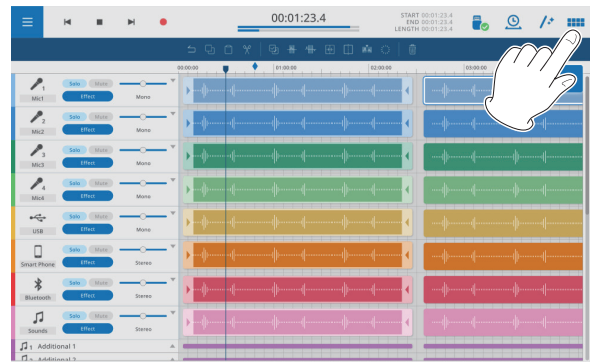 00:01:23.4
START 00:01:23.4
END 00:01:23.4
LENGTH 00:01:23.4
00:00:00
01:00:00
02:00:00
03:00:00
1
Solo Mute
Mic1 Effect Mono
2
Solo Mute
Mic2 Effect Mono
3
Solo Mute
Mic3 Effect Mono
4
Solo Mute
Mic4 Effect Mono
Solo Mute
USB Effect Mono
Solo Mute
Smart Phone Effect Stereo
Solo Mute
Bluetooth Effect Stereo
Solo Mute
Sounds Effect Stereo
1 Additional 1
2 Additional 2